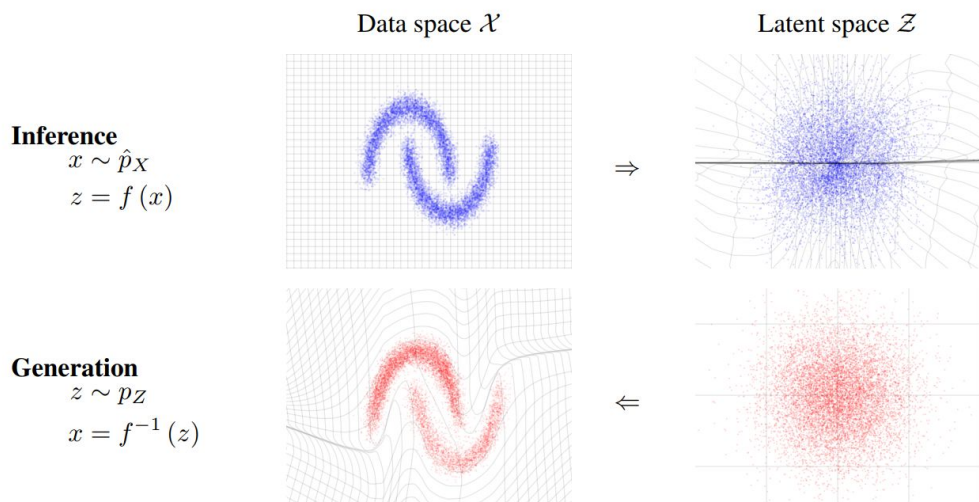 Data space 𝒳
Latent space 𝒵
Inference
x ∼ p̂_X
z = f (x)
⇒
Generation
z ∼ p_Z
x = f⁻¹ (z)
⇐